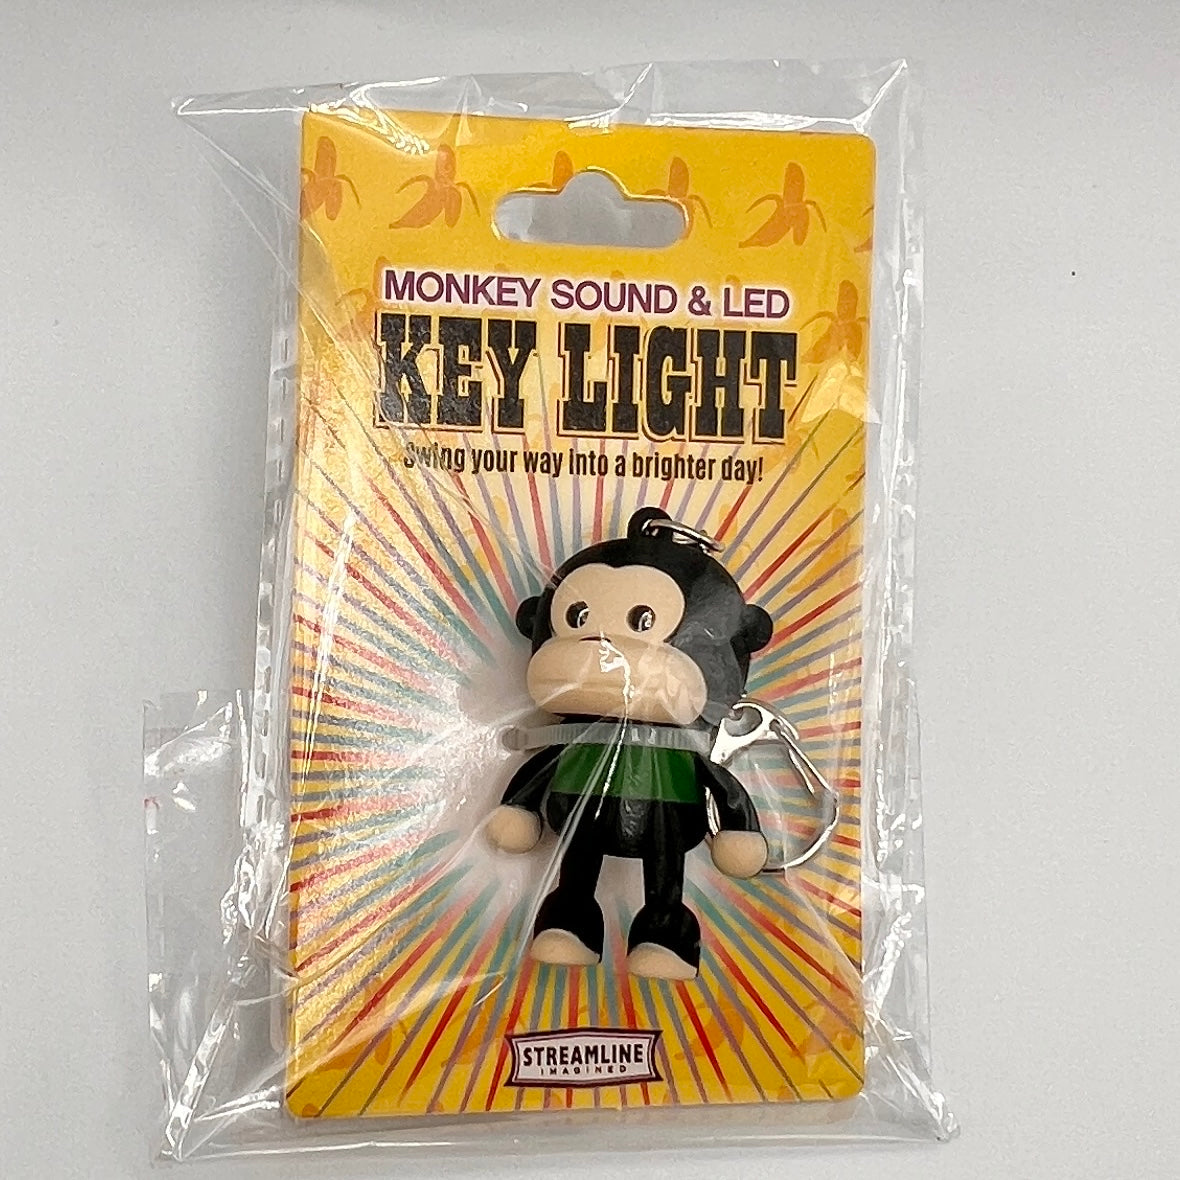 MONKEY SOUND & LED
KEY LIGHT
Swing your way into a brighter day!
STREAMLINE
IMAGINED